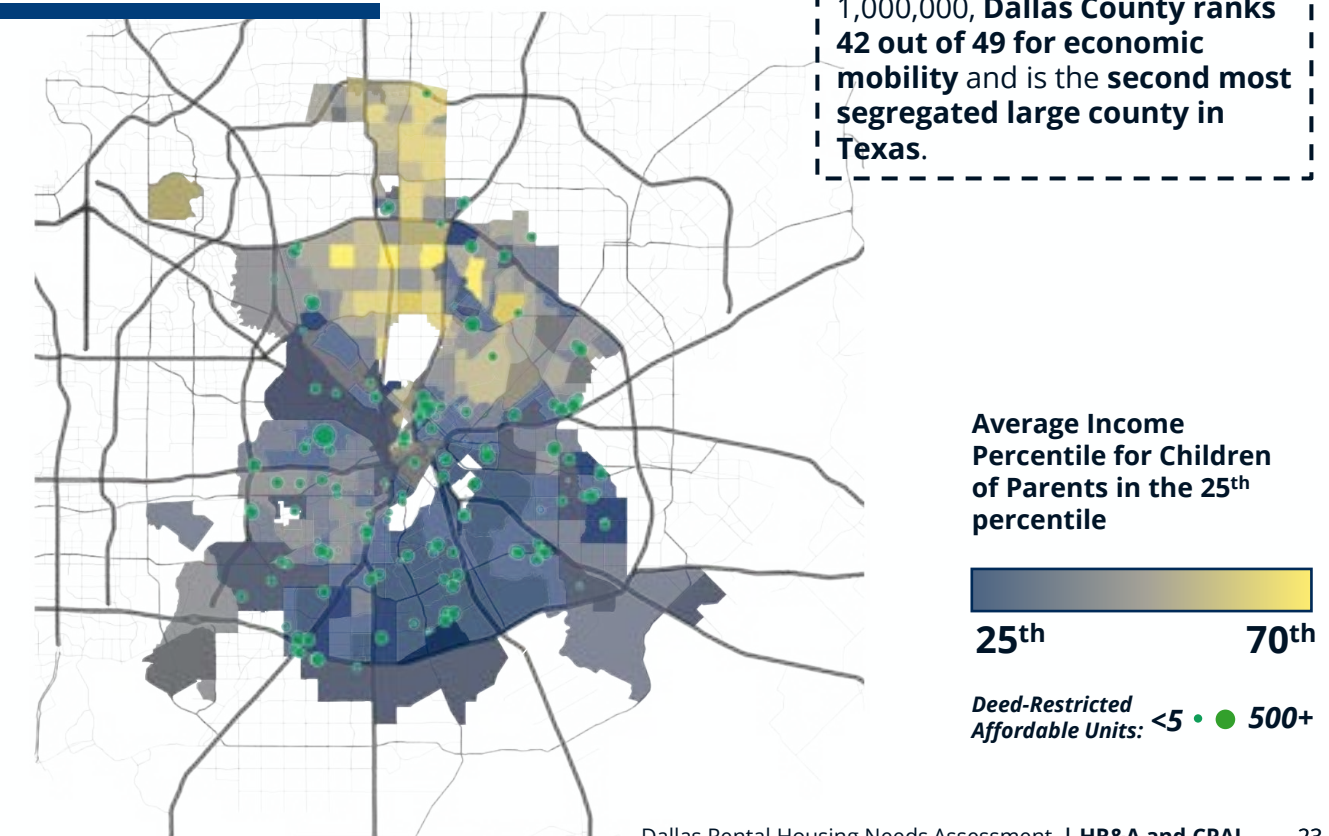 1,000,000, Dallas County ranks
42 out of 49 for economic
mobility and is the second most
segregated large county in
Texas.
Average Income
Percentile for Children
of Parents in the 25th
percentile
25th 70th
Deed-Restricted
Affordable Units: <5 500+
Dallas Rental Housing Needs Assessment | HR&A and CPAL 23